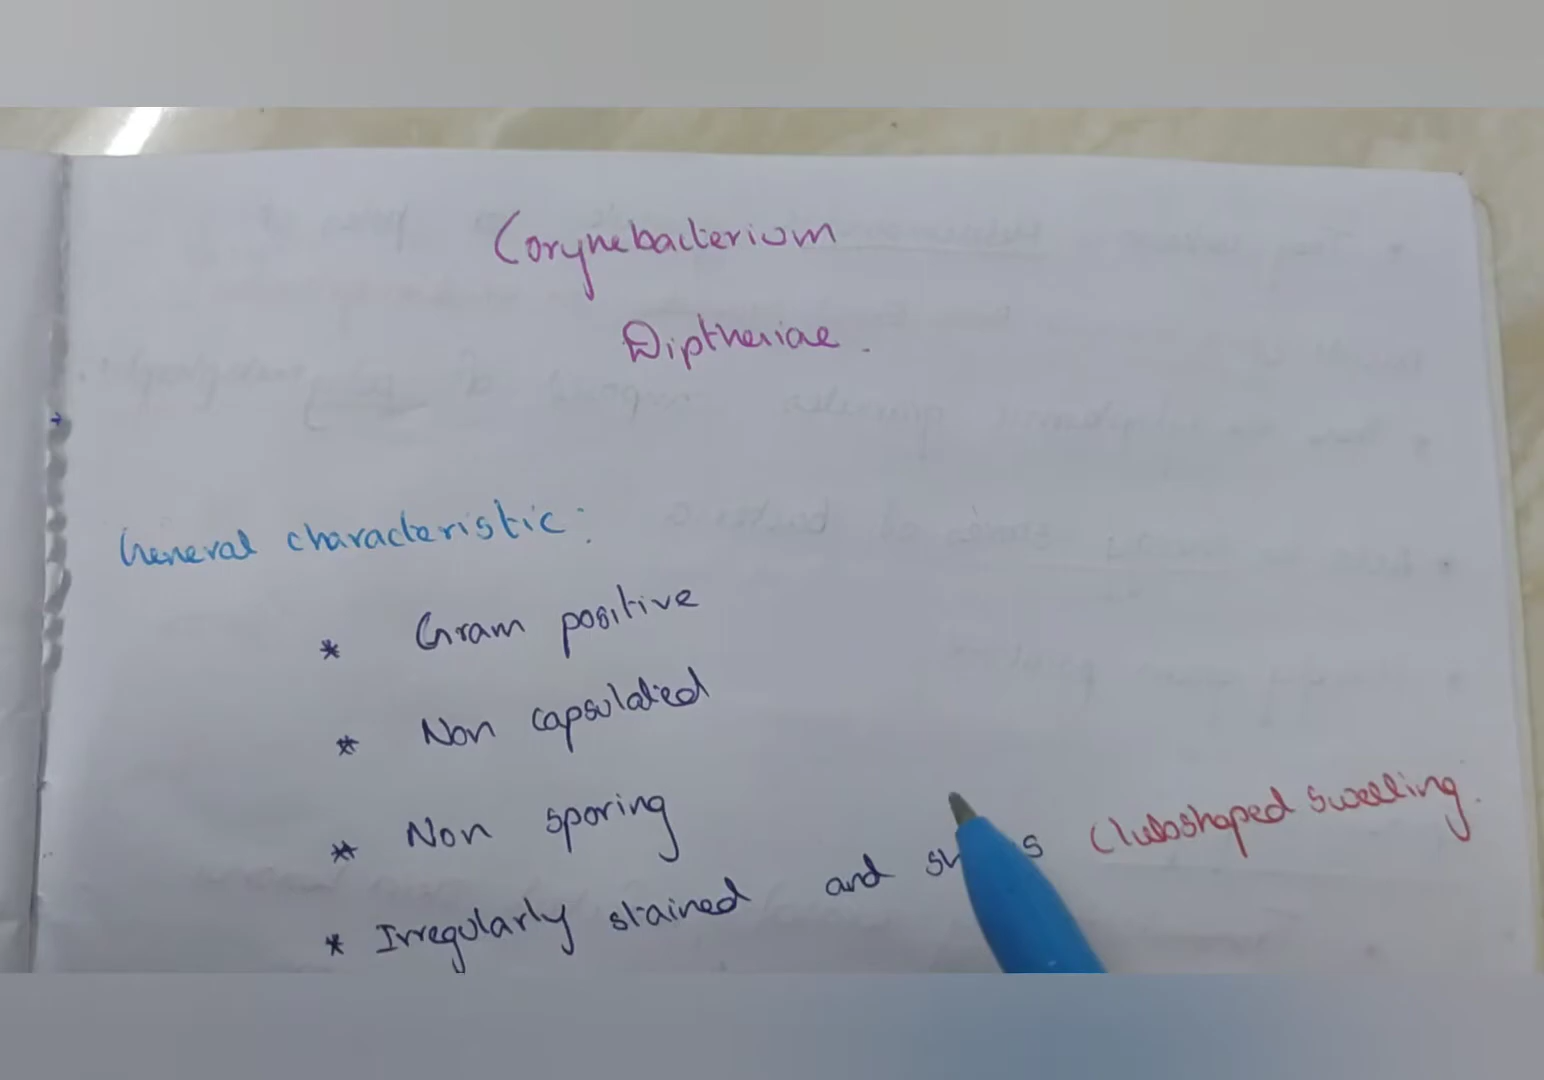 Corynebacterium
Diptheriae.
General characteristic:
* Gram positive
* Non capsulated
* Non sporing
* Irregularly stained and Clubshaped swelling.